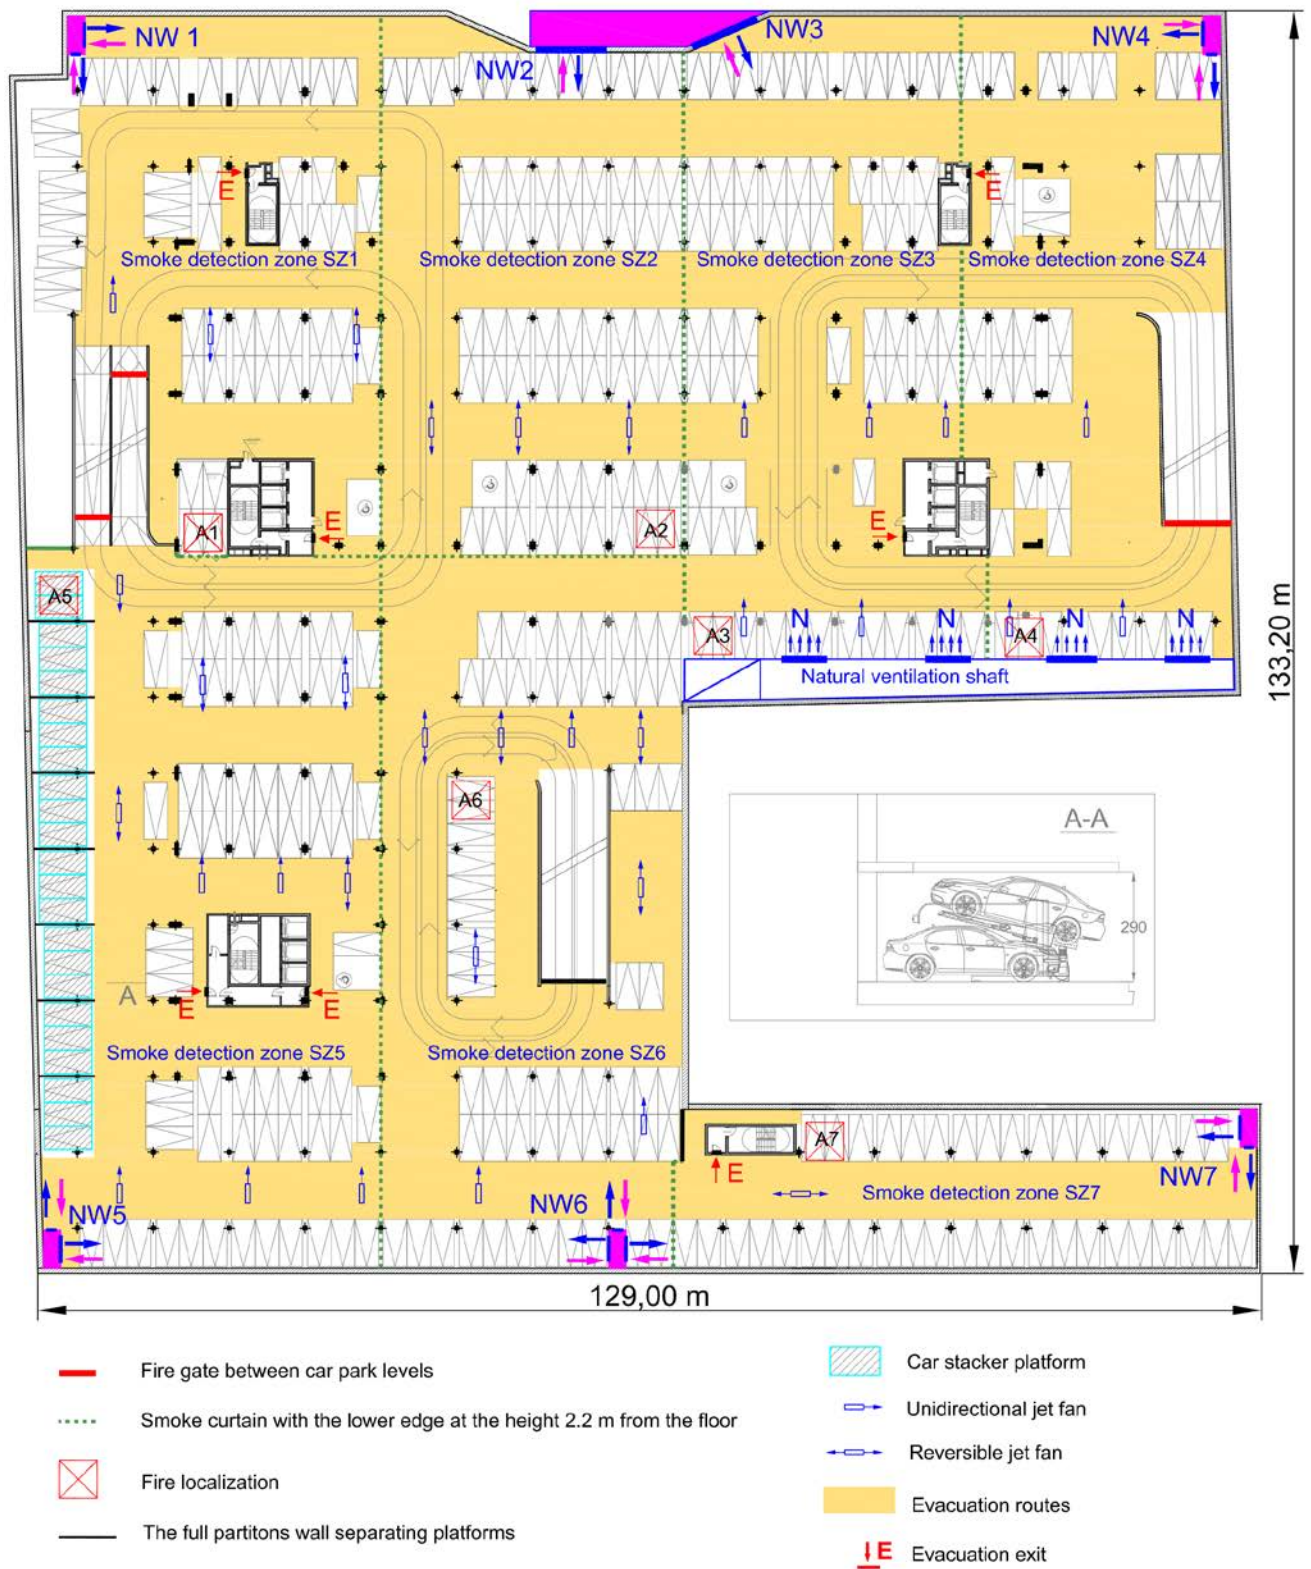 NW 1
NW2
NW3
NW4
E
E
Smoke detection zone SZ1
Smoke detection zone SZ2
Smoke detection zone SZ3
Smoke detection zone SZ4
A1
E
A2
E
A5
A3
N
N
A4
N
N
Natural ventilation shaft
133,20 m
A6
A-A
290
A
E
E
Smoke detection zone SZ5
Smoke detection zone SZ6
A7
E
NW7
Smoke detection zone SZ7
NW5
NW6
129,00 m
Fire gate between car park levels
Smoke curtain with the lower edge at the height 2.2 m from the floor
Fire localization
The full partitons wall separating platforms
Car stacker platform
Unidirectional jet fan
Reversible jet fan
Evacuation routes
E Evacuation exit